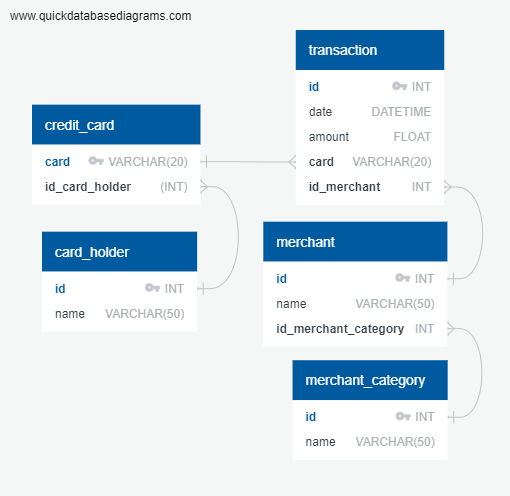 www.quickdatabasediagrams.com
transaction
id INT
date DATETIME
amount FLOAT
card VARCHAR(20)
id_merchant INT
credit_card
card VARCHAR(20)
id_card_holder (INT)
card_holder
id INT
name VARCHAR(50)
merchant
id INT
name VARCHAR(50)
id_merchant_category INT
merchant_category
id INT
name VARCHAR(50)